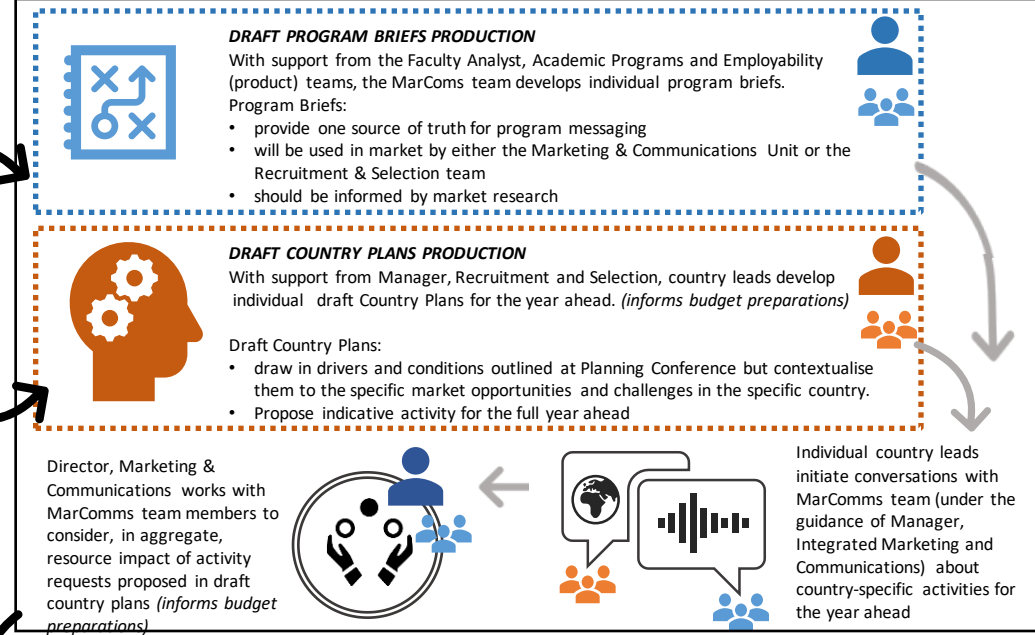 DRAFT PROGRAM BRIEFS PRODUCTION
With support from the Faculty Analyst, Academic Programs and Employability
(product) teams, the MarComs team develops individual program briefs.
Program Briefs:
• provide one source of truth for program messaging
• will be used in market by either the Marketing & Communications Unit or the
Recruitment & Selection team
• should be informed by market research
DRAFT COUNTRY PLANS PRODUCTION
With support from Manager, Recruitment and Selection, country leads develop
individual draft Country Plans for the year ahead. (informs budget preparations)
Draft Country Plans:
• draw in drivers and conditions outlined at Planning Conference but contextualise
them to the specific market opportunities and challenges in the specific country.
• Propose indicative activity for the full year ahead
Director, Marketing &
Communications works with
MarComms team members to
consider, in aggregate,
resource impact of activity
requests proposed in draft
country plans (informs budget
preparations)
Individual country leads
initiate conversations with
MarComms team (under the
guidance of Manager,
Integrated Marketing and
Communications) about
country-specific activities for
the year ahead